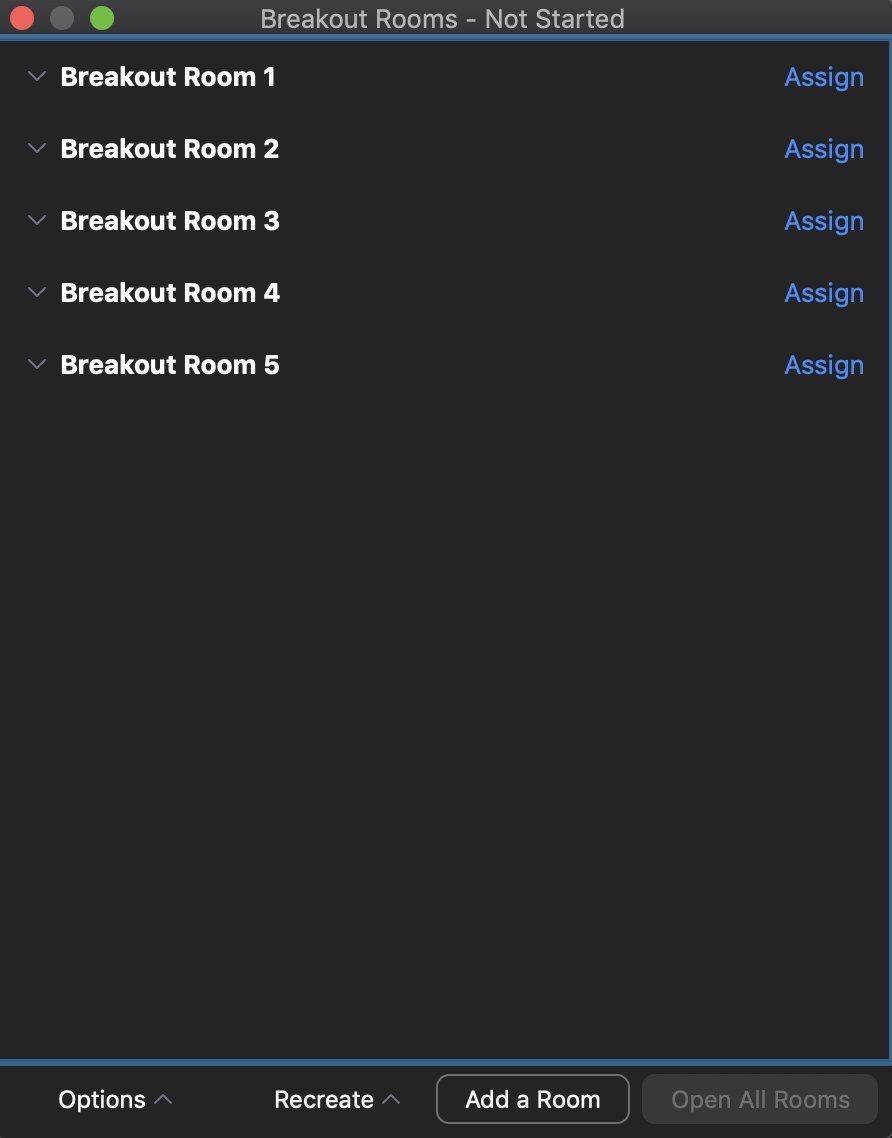 Breakout Rooms - Not Started
Breakout Room 1 Assign
Breakout Room 2 Assign
Breakout Room 3 Assign
Breakout Room 4 Assign
Breakout Room 5 Assign
Options Recreate Add a Room Open All Rooms